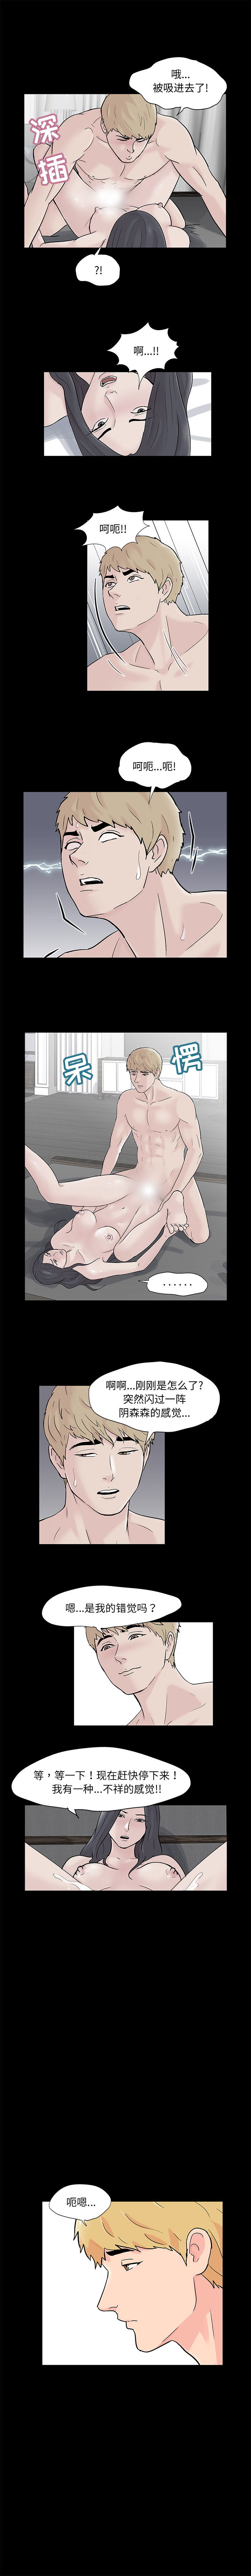 哦...
被吸进去了!
深
插
?!
啊...!!
呵呃!!
呵呃...呃!
呆
愣
......
啊啊...刚刚是怎么了?
突然闪过一阵
阴森森的感觉...
嗯...是我的错觉吗?
等,等一下!现在赶快停下来!
我有一种...不祥的感觉!!
呃嗯...